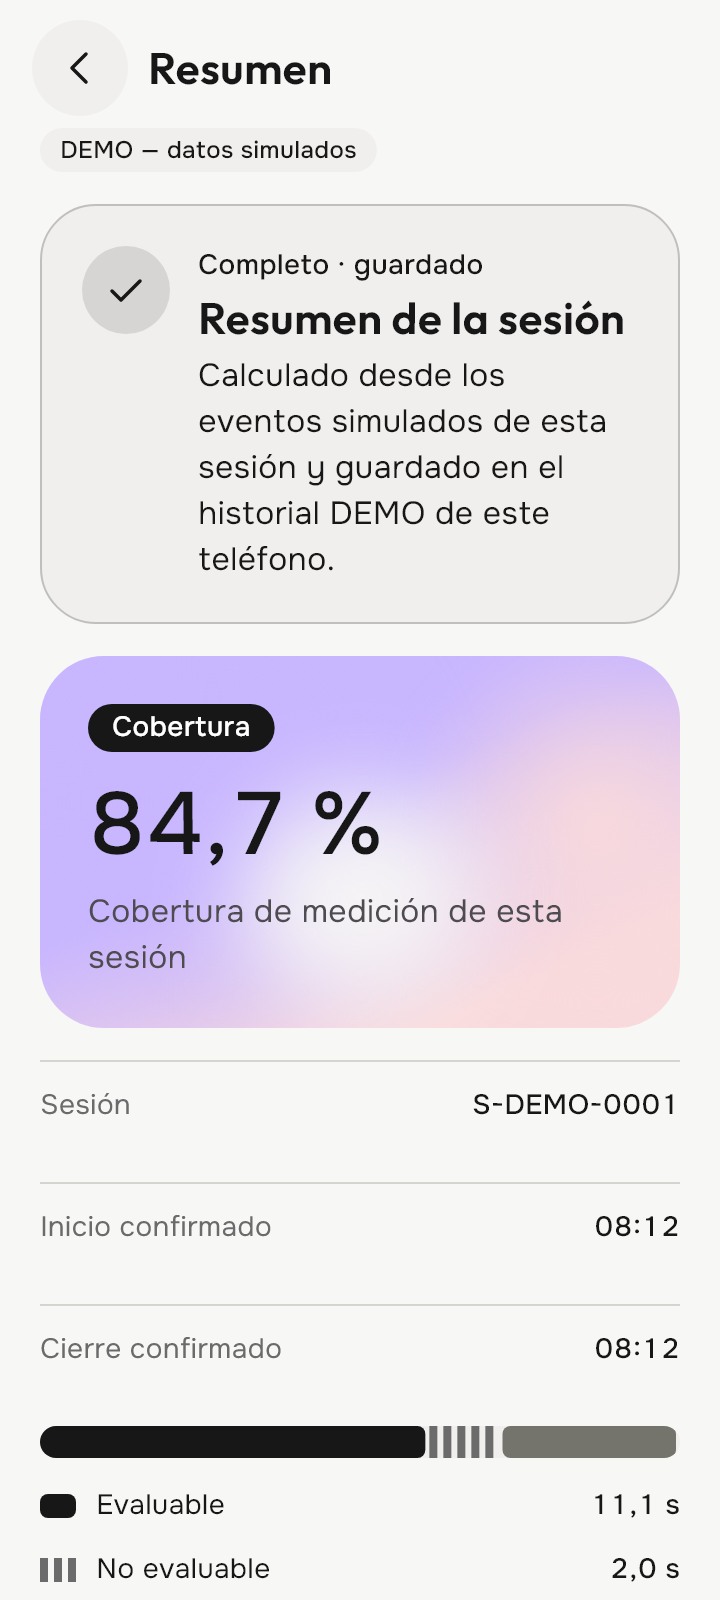 Resumen
DEMO — datos simulados
Completo · guardado
Resumen de la sesión
Calculado desde los
eventos simulados de esta
sesión y guardado en el
historial DEMO de este
teléfono.
Cobertura
84,7 %
Cobertura de medición de esta
sesión
Sesión S-DEMO-0001
Inicio confirmado 08:12
Cierre confirmado 08:12
Evaluable 11,1 s
No evaluable 2,0 s